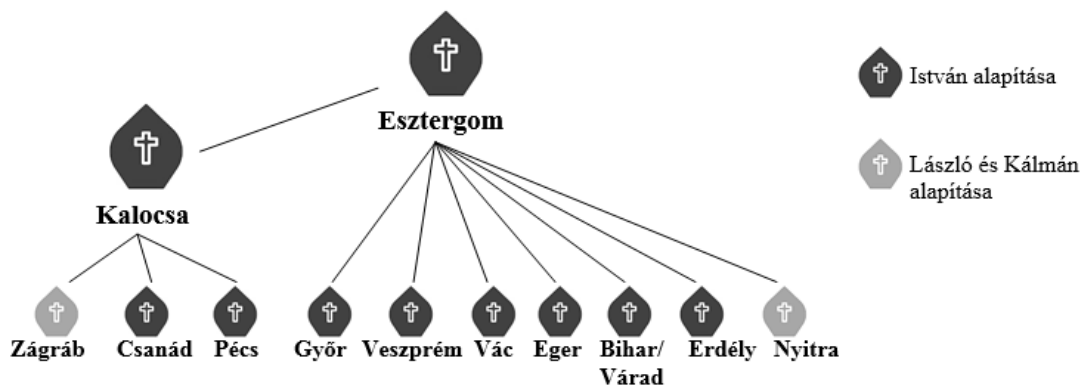 Esztergom
István alapítása
László és Kálmán
alapítása
Kalocsa
Zágráb Csanád Pécs Győr Veszprém Vác Eger Bihar/ Erdély Nyitra
Várad